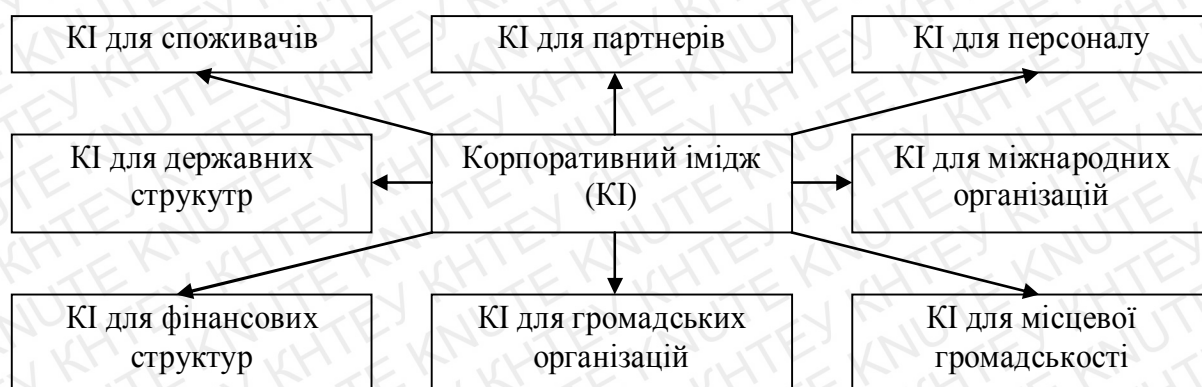 КІ для споживачів
КІ для партнерів
КІ для персоналу
КІ для державних
струкутр
Корпоративний імідж
(КІ)
КІ для міжнародних
організацій
КІ для фінансових
структур
КІ для громадських
організацій
КІ для місцевої
громадськості